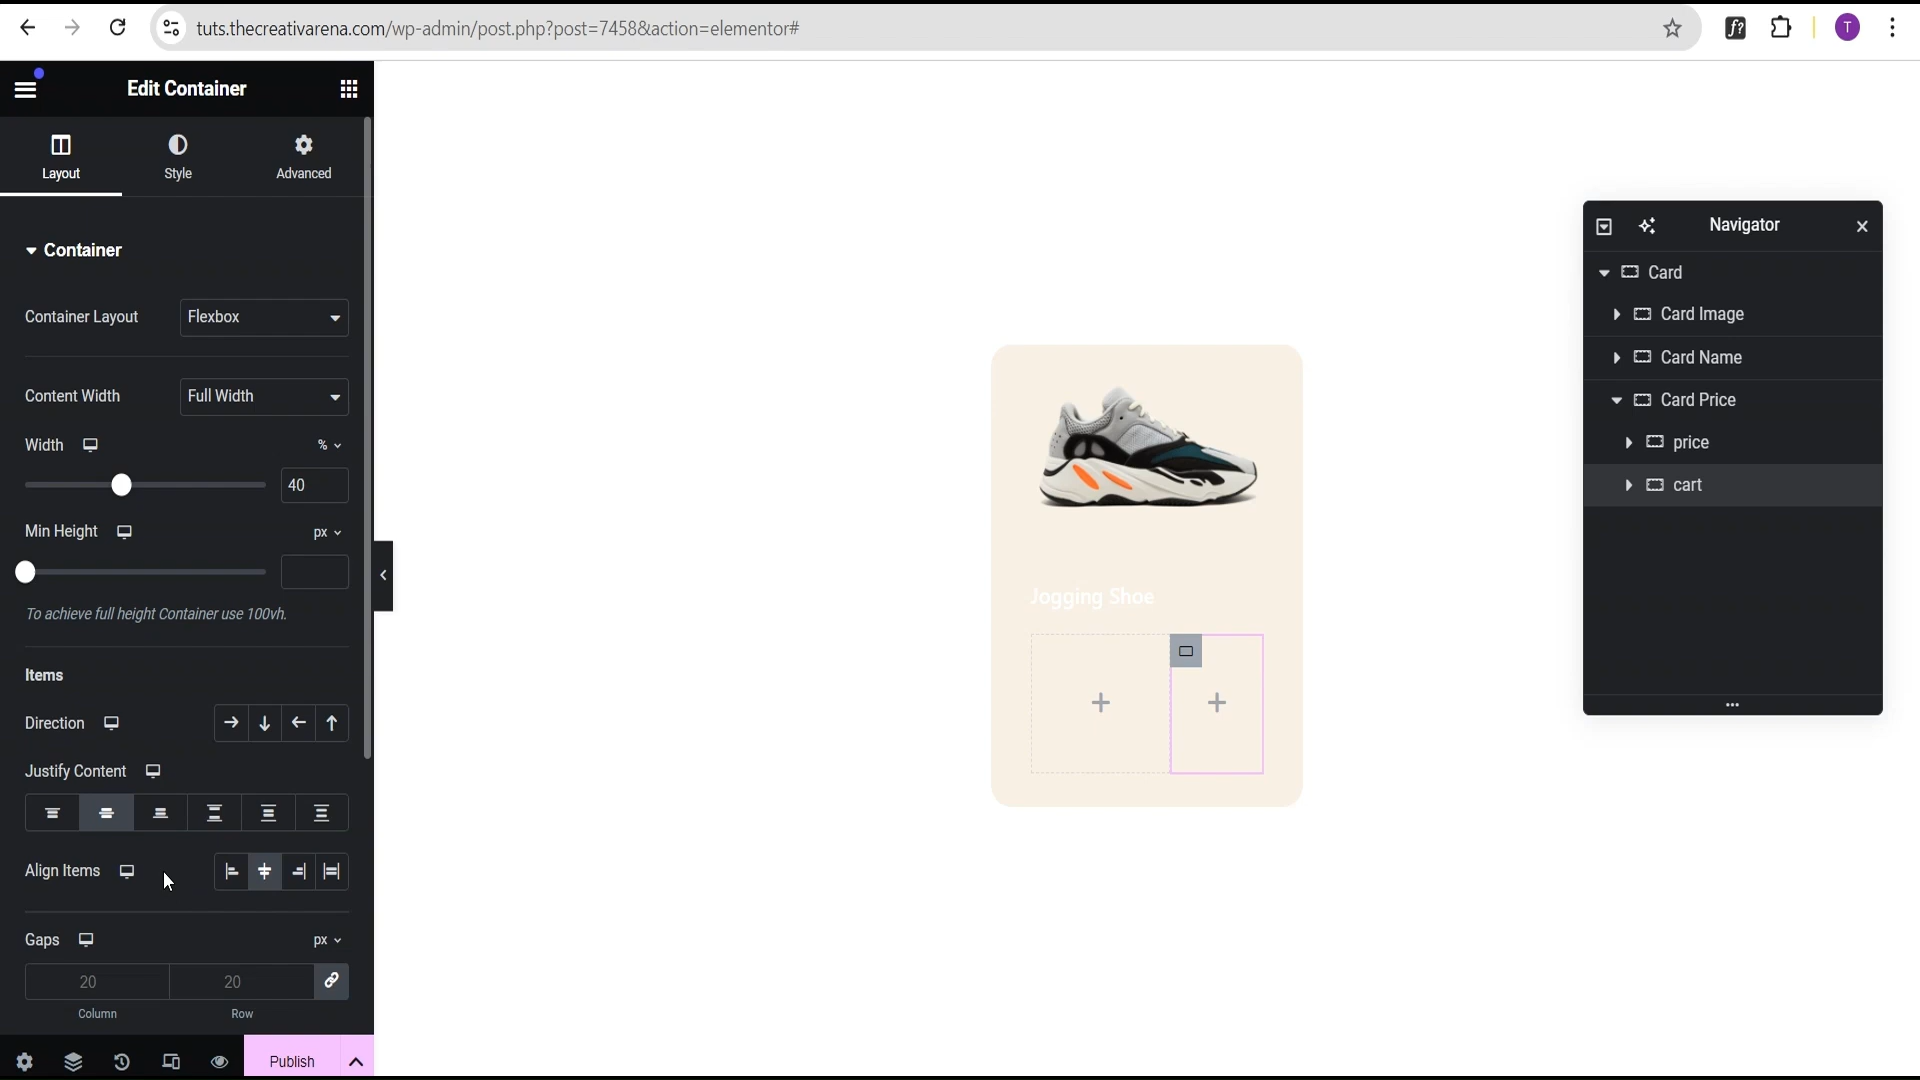 tuts.thecreativarena.com/wp-admin/post.php?post=7458&action=elementor#
f?
T
Edit Container
Layout
Style
Advanced
Container
Container Layout
Flexbox
Content Width
Full Width
Width
%
40
Min Height
px
To achieve full height Container use 100vh.
Items
Direction
Justify Content
Align Items
Gaps
px
20
20
Column
Row
Publish
Jogging Shoe
Navigator
Card
Card Image
Card Name
Card Price
price
cart